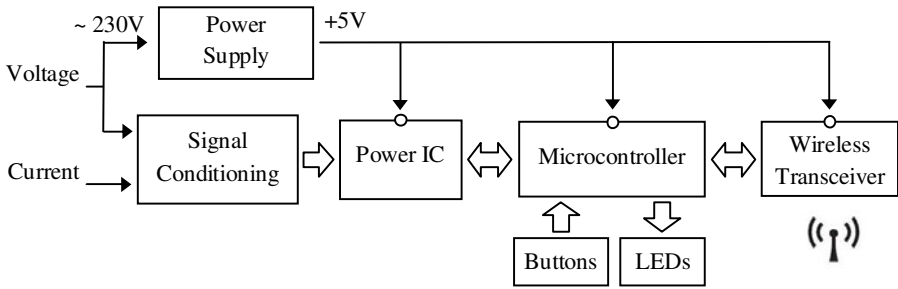 ~ 230V
Power
Supply
+5V
Voltage
Signal
Conditioning
Current
Power IC
Microcontroller
Wireless
Transceiver
Buttons
LEDs